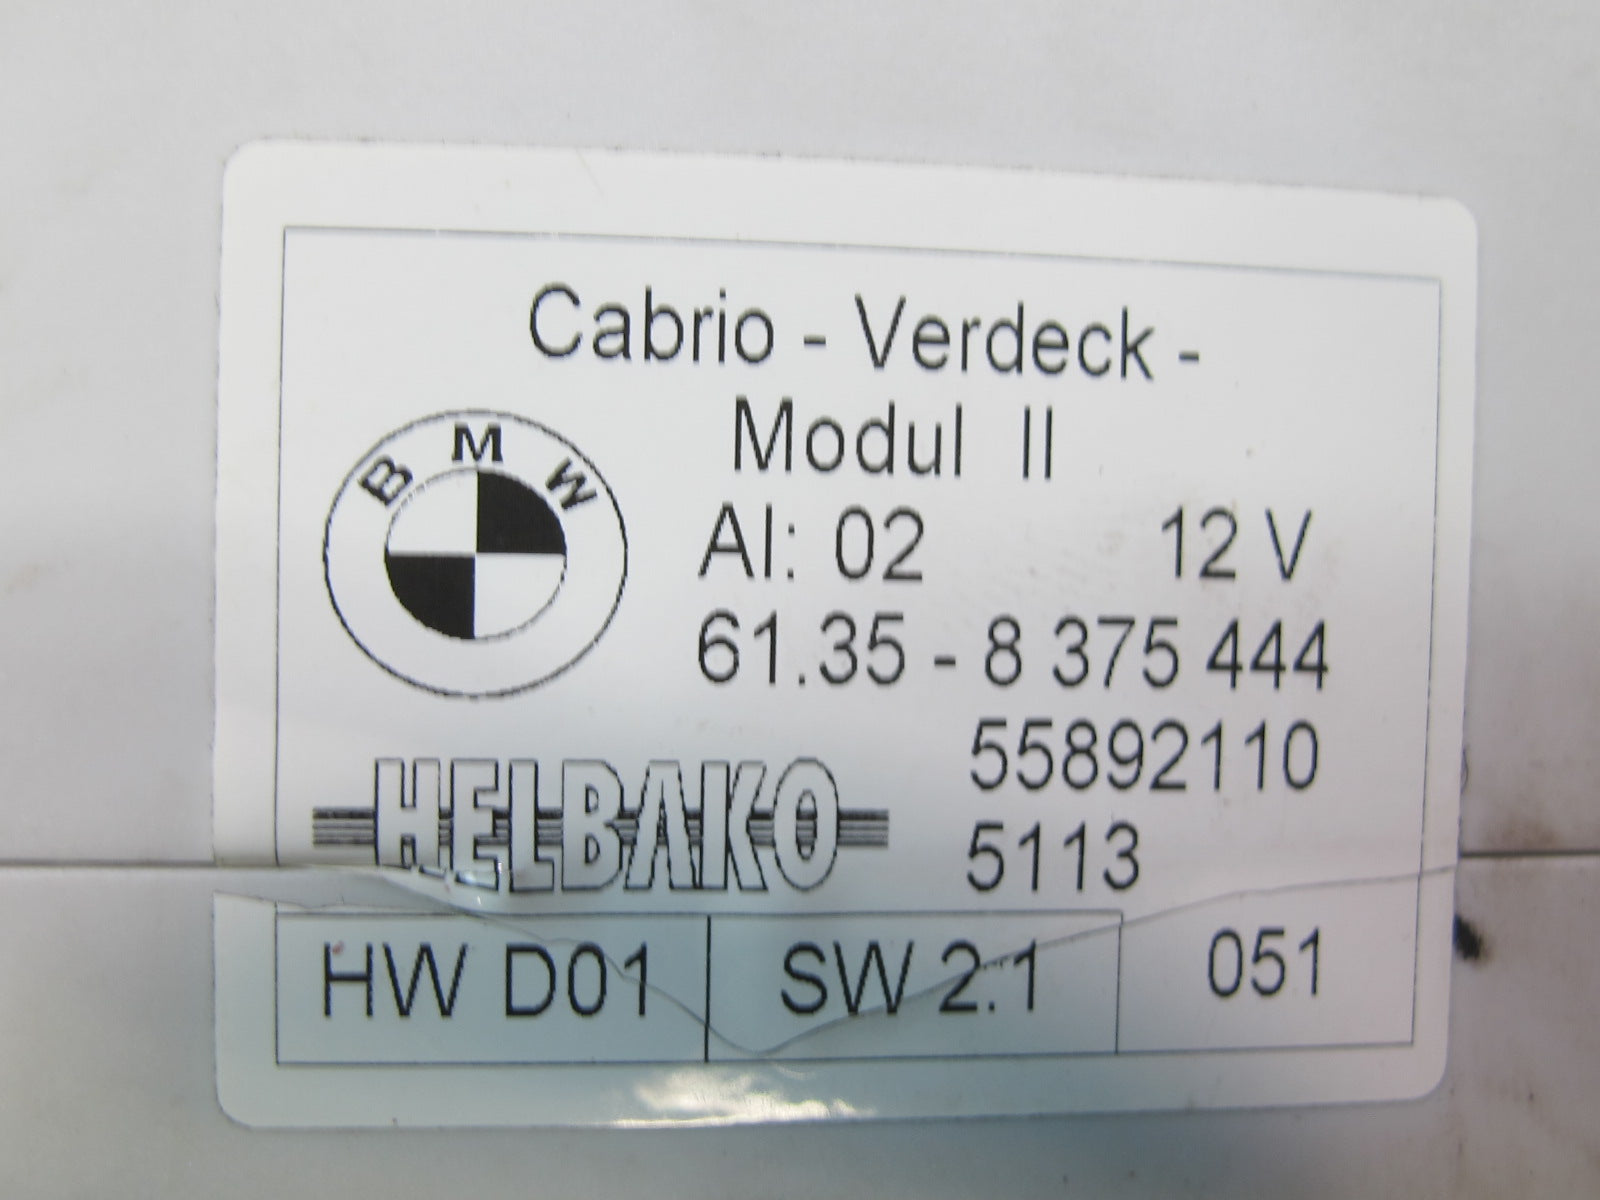 Cabrio - Verdeck -
Modul II
BMW
AI: 02 12 V
61.35 - 8 375 444
55892110
HELBAKO
5113
HW D01 SW 2.1 051